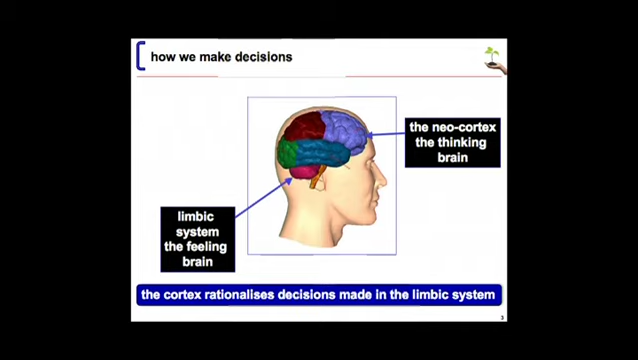 how we make decisions
the neo-cortex
the thinking
brain
limbic
system
the feeling
brain
the cortex rationalises decisions made in the limbic system
3